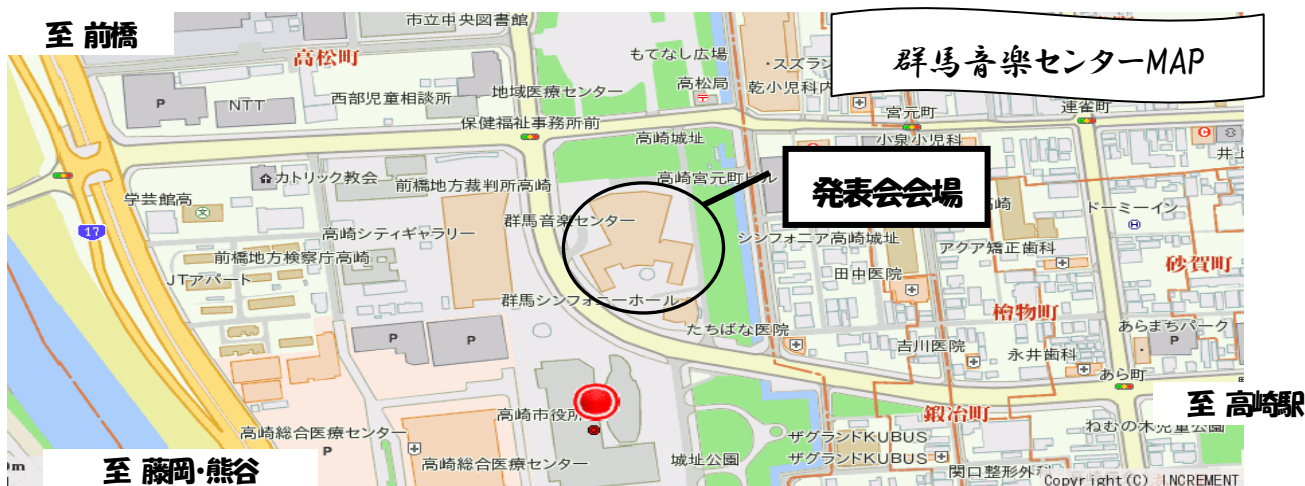 至 前橋
市立中央図書館
群馬音楽センターMAP
高松町
もてなし広場
・スズラン
P
NTT
西部児童相談所
地域医療センター
高松局
乾小児科内
宮元町
連雀町
保健福祉事務所前
高崎城址
小泉小児科
井上
カトリック教会
前橋地方裁判所高崎
高崎宮元町ビル
発表会会場
崎
学芸館高
文
群馬音楽センター
ドーミーイン
H
17
高崎シティギャラリー
シンフォニア高崎城址
アクア矯正歯科
前橋地方検察庁高崎
田中医院
砂賀町
JTアパート
群馬シンフォニーホール
檜物町
たちばな医院
あらまちパーク
P
P
P
吉川医院
永井歯科
あら町
至 高崎駅
高崎市役所
鍛冶町
ねむの木児童公園
高崎総合医療センター
ザグランドKUBUS
P
至 藤岡・熊谷
高崎総合医療センター
城址公園
ザグランドKUBUS
関口整形外科
Copyright(C) INCREMENT